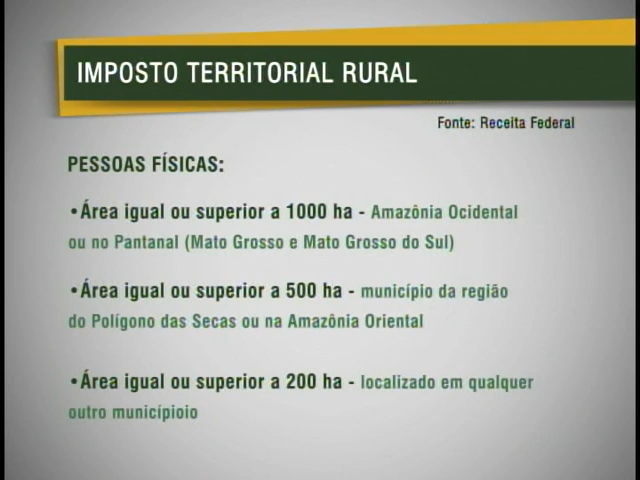 IMPOSTO TERRITORIAL RURAL
Fonte: Receita Federal
PESSOAS FÍSICAS:
•Área igual ou superior a 1000 ha - Amazônia Ocidental
ou no Pantanal (Mato Grosso e Mato Grosso do Sul)
•Área igual ou superior a 500 ha - município da região
do Polígono das Secas ou na Amazônia Oriental
•Área igual ou superior a 200 ha - localizado em qualquer
outro municípioio